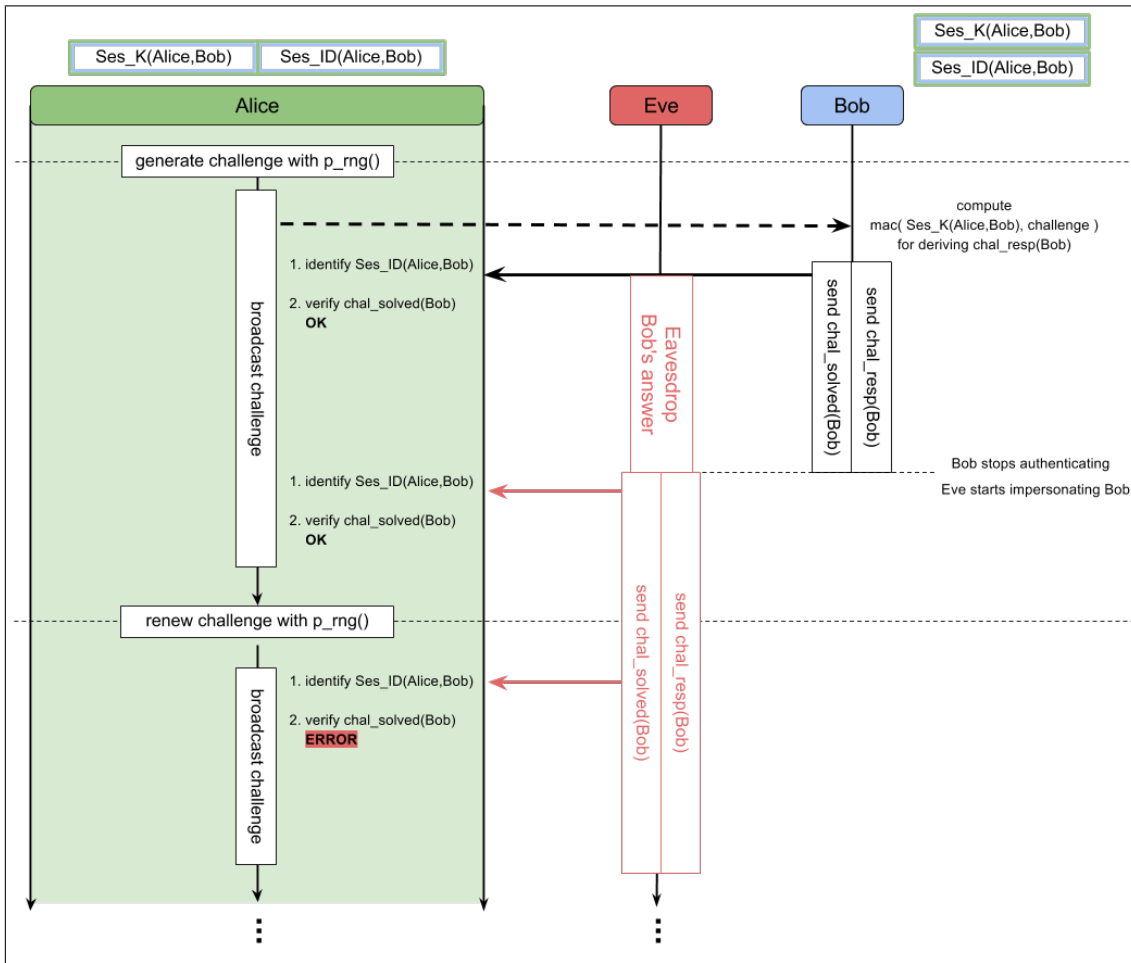 Ses_K(Alice,Bob)
Ses_ID(Alice,Bob)
Ses_K(Alice,Bob)
Ses_ID(Alice,Bob)
Alice
Eve
Bob
generate challenge with p_rng()
compute
mac( Ses_K(Alice,Bob), challenge )
for deriving chal_resp(Bob)
broadcast challenge
1. identify Ses_ID(Alice,Bob)
2. verify chal_solved(Bob)
OK
Eavesdrop
Bob's answer
send chal_resp(Bob)
send chal_solved(Bob)
Bob stops authenticating
Eve starts impersonating Bob
1. identify Ses_ID(Alice,Bob)
2. verify chal_solved(Bob)
OK
send chal_resp(Bob)
send chal_solved(Bob)
renew challenge with p_rng()
broadcast challenge
1. identify Ses_ID(Alice,Bob)
2. verify chal_solved(Bob)
ERROR